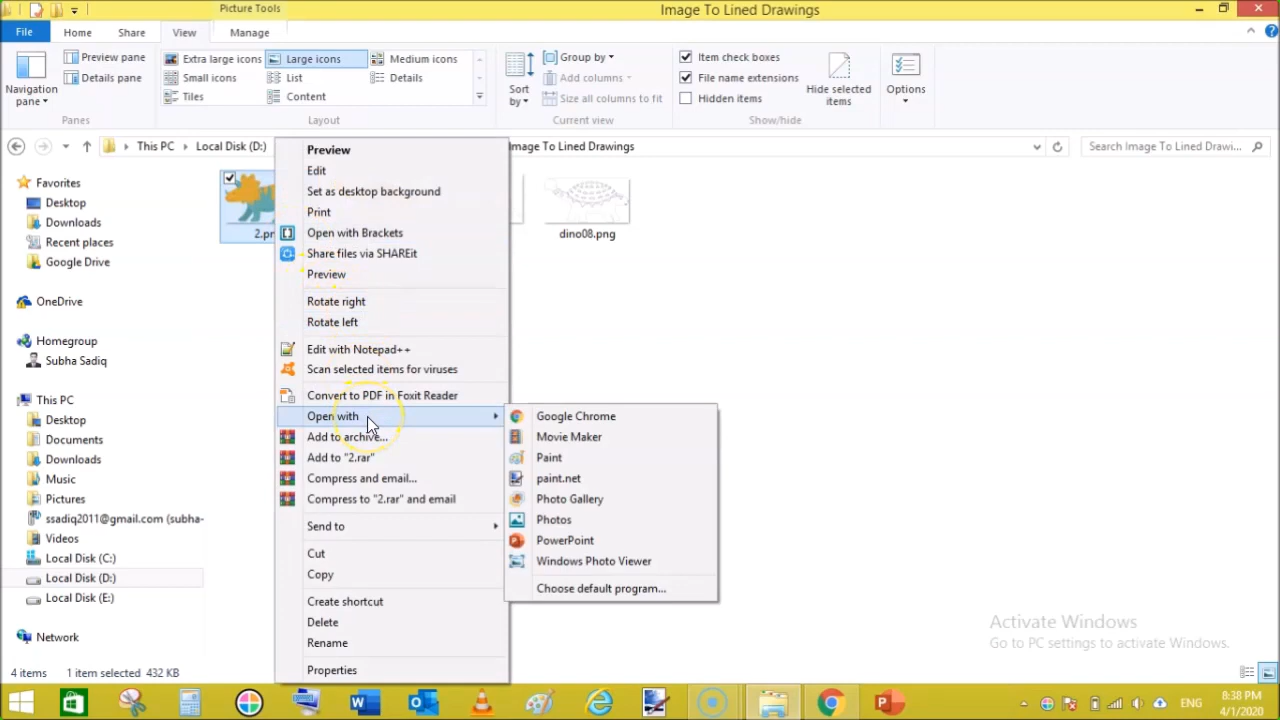 Picture Tools
Image To Lined Drawings
File
Home
Share
View
Manage
Navigation pane
Preview pane
Details pane
Panes
Extra large icons
Large icons
Medium icons
Small icons
List
Details
Tiles
Content
Layout
Sort by
Group by
Add columns
Size all columns to fit
Current view
Item check boxes
File name extensions
Hidden items
Hide selected items
Show/hide
Options
This PC
Local Disk (D:)
Image To Lined Drawings
Search Image To Lined Drawi...
Favorites
Desktop
Downloads
Recent places
Google Drive
OneDrive
Homegroup
Subha Sadiq
This PC
Desktop
Documents
Downloads
Music
Pictures
ssadiq2011@gmail.com (subha-
Videos
Local Disk (C:)
Local Disk (D:)
Local Disk (E:)
Network
dino08.png
Preview
Edit
Set as desktop background
Print
Open with Brackets
Share files via SHAREit
Preview
Rotate right
Rotate left
Edit with Notepad++
Scan selected items for viruses
Convert to PDF in Foxit Reader
Open with
Add to archive...
Add to "2.rar"
Compress and email...
Compress to "2.rar" and email
Send to
Cut
Copy
Create shortcut
Delete
Rename
Properties
Google Chrome
Movie Maker
Paint
paint.net
Photo Gallery
Photos
PowerPoint
Windows Photo Viewer
Choose default program...
Activate Windows
Go to PC settings to activate Windows.
4 items
1 item selected 432 KB
ENG
8:38 PM
4/1/2020